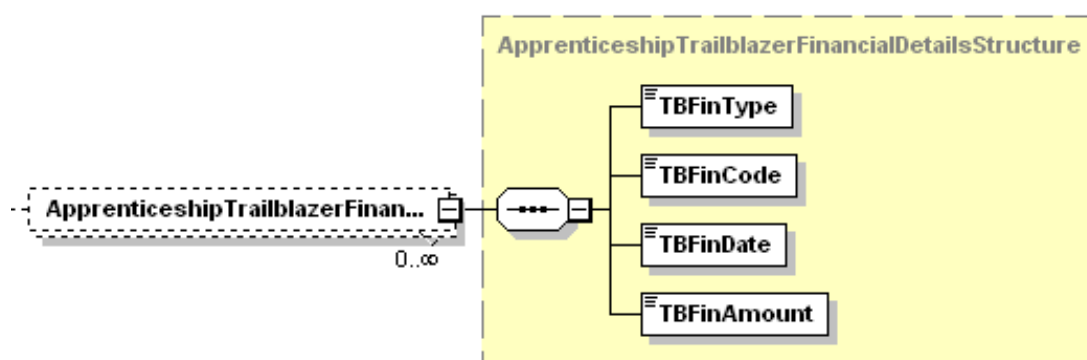 ApprenticeshipTrailblazerFinancialDetailsStructure
TBFinType
TBFinCode
ApprenticeshipTrailblazerFinan...
0..∞
TBFinDate
TBFinAmount